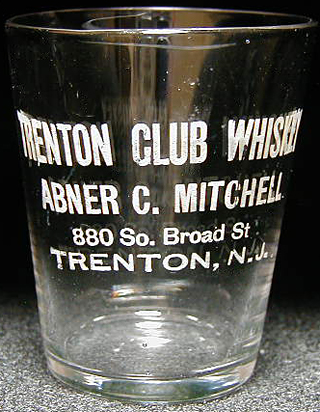 TRENTON CLUB WHISKEY
ABNER C. MITCHELL
880 So. Broad St
TRENTON, N.J.